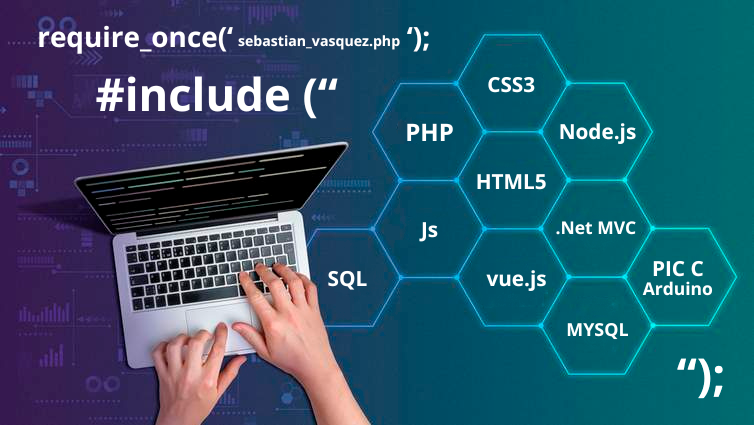 require_once(‘ sebastian_vasquez.php ‘);
#include (“
CSS3
PHP
Node.js
HTML5
Js
.Net MVC
SQL
vue.js
PIC C
Arduino
MYSQL
“);